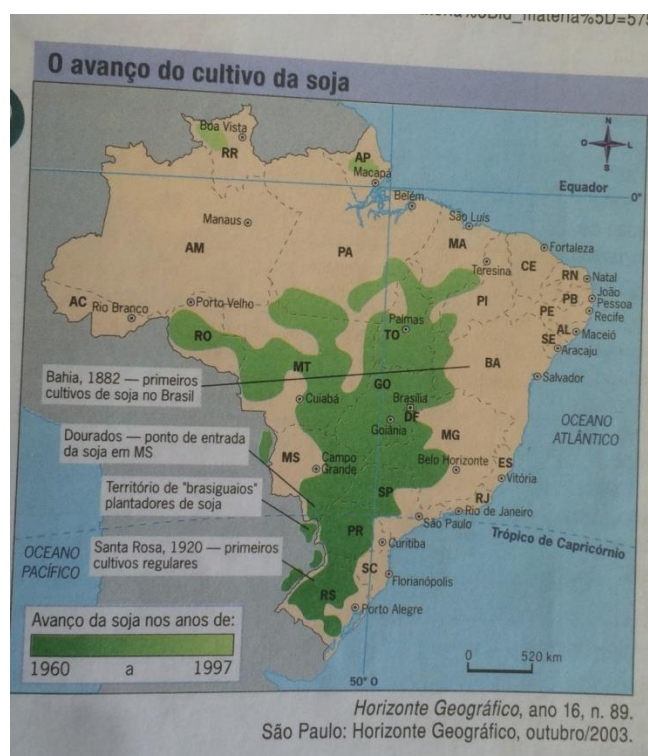 O avanço do cultivo da soja
Boa Vista
RR
AP
Macapá
Equador
0°
N
O
L
S
Belém
São Luís
Manaus
AM
PA
MA
Teresina
CE
Fortaleza
RN
Natal
João
Pessoa
PB
PE
Recife
AL
Maceió
SE
Aracaju
PI
AC
Rio Branco
Porto Velho
RO
Palmas
TO
MT
BA
Salvador
Bahia, 1882 — primeiros
cultivos de soja no Brasil
GO
Cuiabá
Brasília
DF
Goiânia
OCEANO
ATLÂNTICO
Dourados — ponto de entrada
da soja em MS
MS
Campo
Grande
MG
Belo Horizonte
ES
Vitória
Território de "brasiguaios"
plantadores de soja
SP
RJ
Rio de Janeiro
São Paulo
Trópico de Capricórnio
OCEANO
PACÍFICO
Santa Rosa, 1920 — primeiros
cultivos regulares
PR
Curitiba
SC
Florianópolis
RS
Porto Alegre
Avanço da soja nos anos de:
1960 a 1997
0 520 km
50° O
Horizonte Geográfico, ano 16, n. 89.
São Paulo: Horizonte Geográfico, outubro/2003.